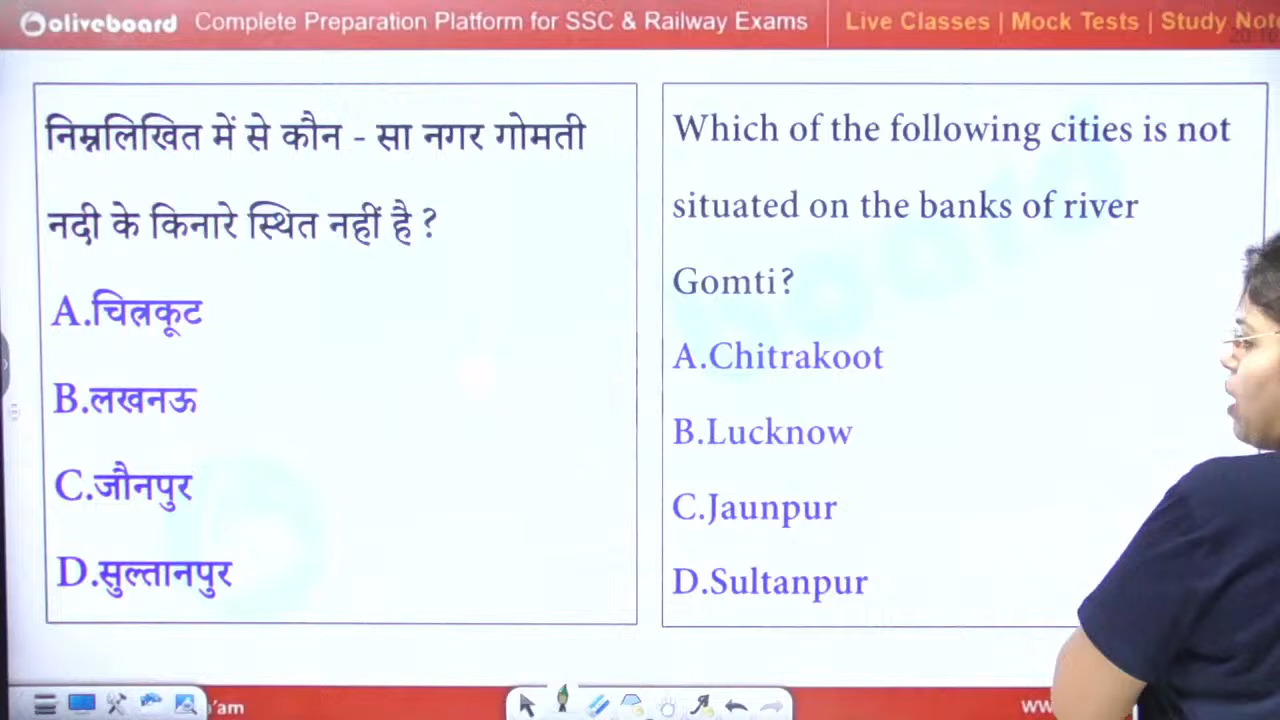 oliveboard Complete Preparation Platform for SSC & Railway Exams Live Classes | Mock Tests | Study
निम्नलिखित में से कौन - सा नगर गोमती
नदी के किनारे स्थित नहीं है ?
A.चित्रकूट
B.लखनऊ
C.जौनपुर
D.सुल्तानपुर
Which of the following cities is not
situated on the banks of river
Gomti?
A.Chitrakoot
B.Lucknow
C.Jaunpur
D.Sultanpur